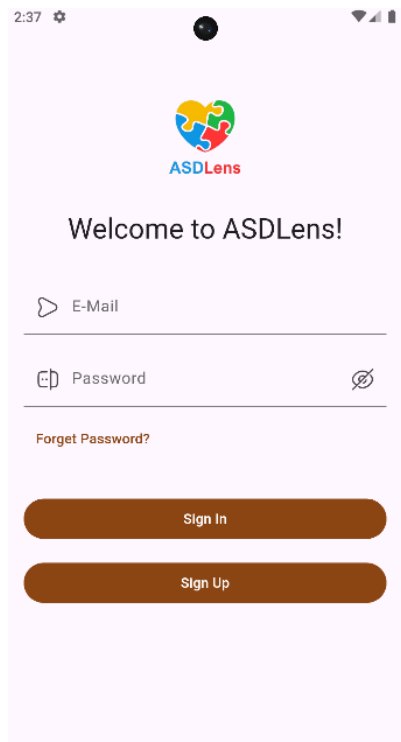 2:37
ASDLens
Welcome to ASDLens!
E-Mail
Password
Forget Password?
Sign In
Sign Up